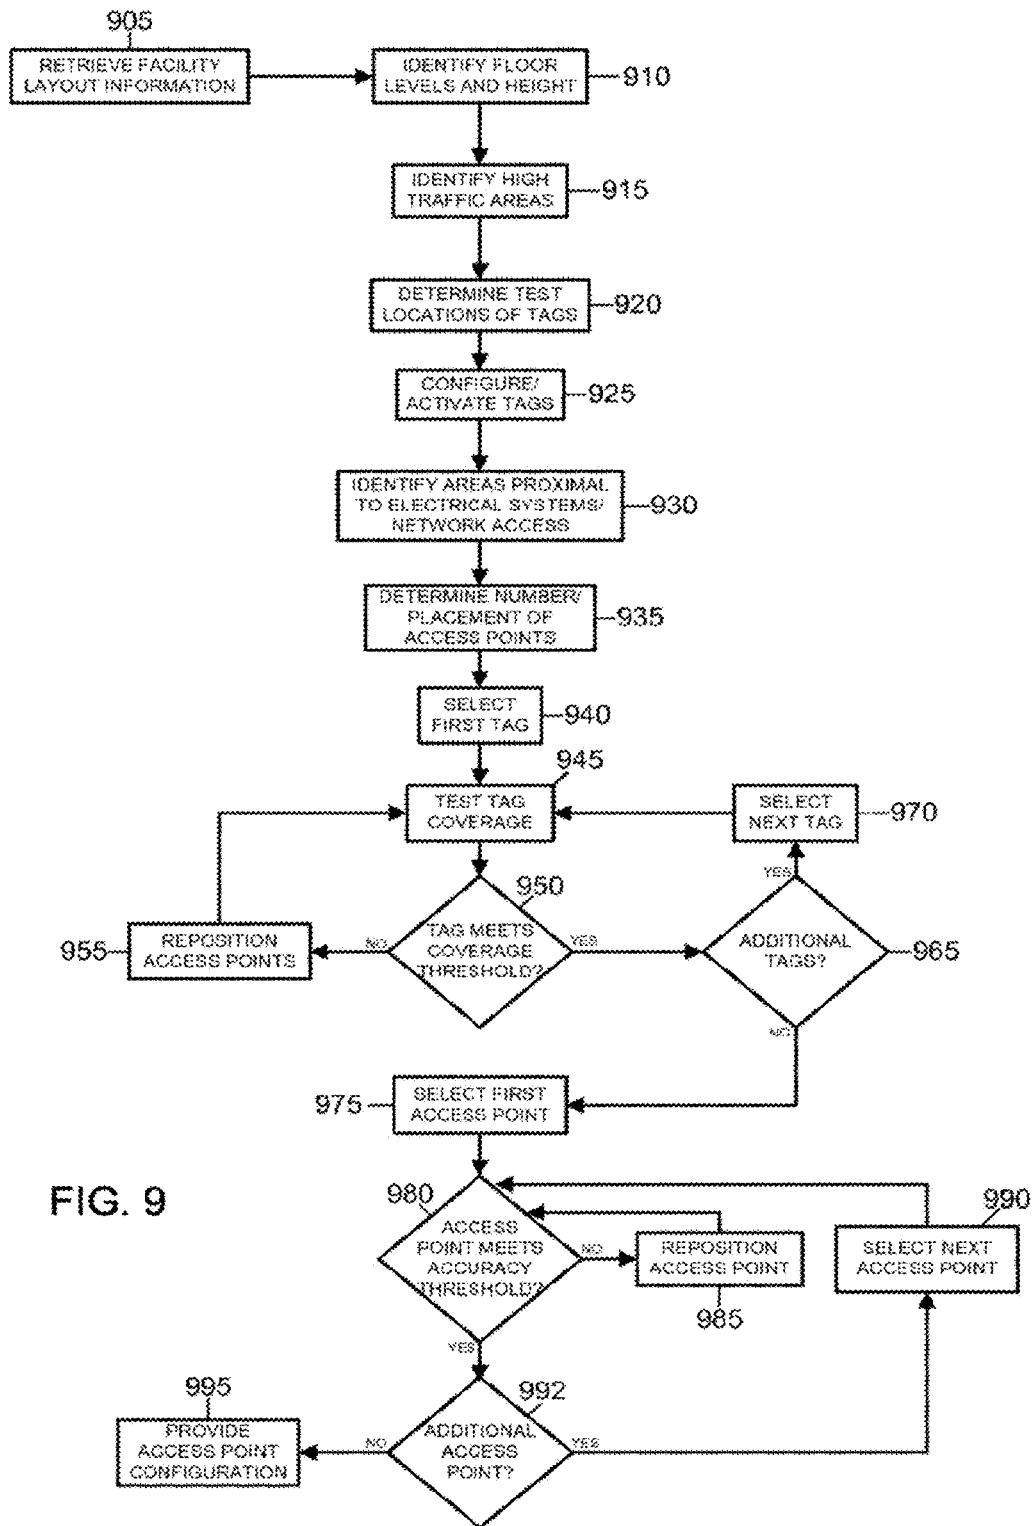 905
RETRIEVE FACILITY
LAYOUT INFORMATION
IDENTIFY FLOOR
LEVELS AND HEIGHT
910
IDENTIFY HIGH
TRAFFIC AREAS
915
DETERMINE TEST
LOCATIONS OF TAGS
920
CONFIGURE/
ACTIVATE TAGS
925
IDENTIFY AREAS PROXIMAL
TO ELECTRICAL SYSTEMS/
NETWORK ACCESS
930
DETERMINE NUMBER/
PLACEMENT OF
ACCESS POINTS
935
SELECT
FIRST TAG
940
945
TEST TAG
COVERAGE
SELECT
NEXT TAG
970
YES
950
955
REPOSITION
ACCESS POINTS
NO
TAG MEETS
COVERAGE
THRESHOLD?
YES
ADDITIONAL
TAGS?
965
NO
975
SELECT FIRST
ACCESS POINT
FIG. 9
980
ACCESS
POINT MEETS
ACCURACY
THRESHOLD?
NO
REPOSITION
ACCESS POINT
985
990
SELECT NEXT
ACCESS POINT
YES
995
PROVIDE
ACCESS POINT
CONFIGURATION
NO
992
ADDITIONAL
ACCESS
POINT?
YES